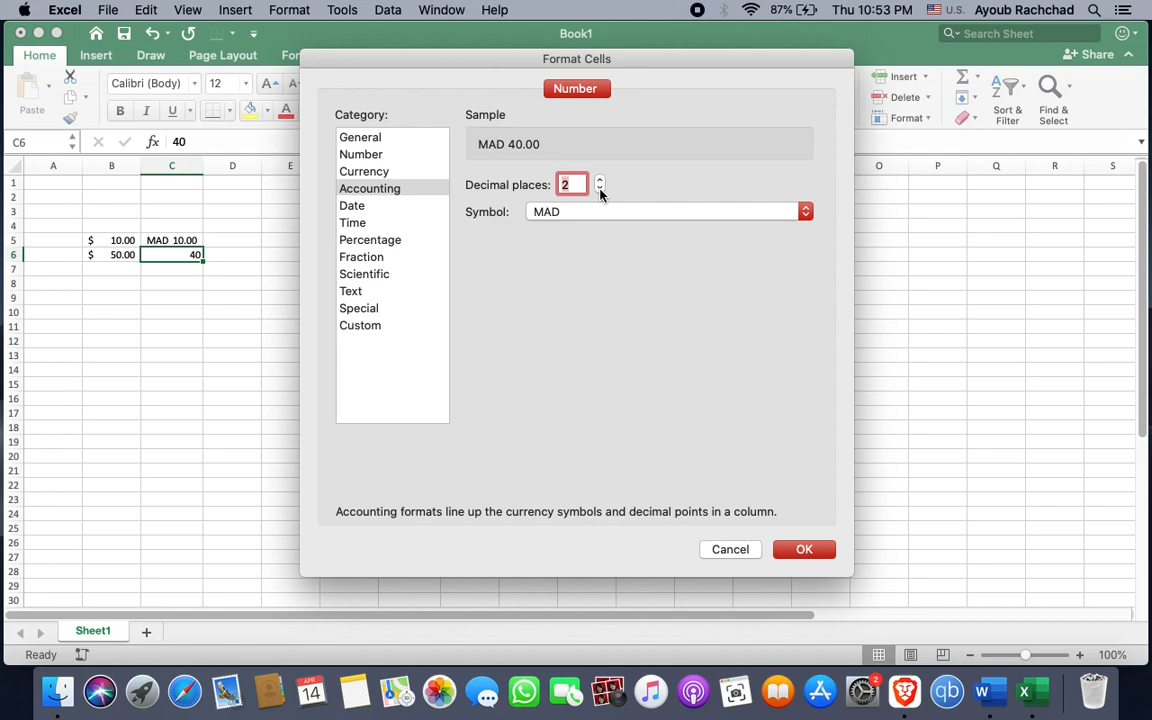 Excel File Edit View Insert Format Tools Data Window Help 87% Thu 10:53 PM U.S. Ayoub Rachchad
Book1 Search Sheet
Home Insert Draw Page Layout For Share
Paste Calibri (Body) 12 A A B I U A Insert Delete Format Sort & Filter Find & Select
C6 fx 40
A B C D E O P Q R S
1
2
3
4
5 $ 10.00 MAD 10.00
6 $ 50.00 40
7
8
9
10
11
12
13
14
15
16
17
18
19
20
21
22
23
24
25
26
27
28
29
30
Format Cells
Number
Category:
General
Number
Currency
Accounting
Date
Time
Percentage
Fraction
Scientific
Text
Special
Custom
Sample
MAD 40.00
Decimal places: 2
Symbol: MAD
Accounting formats line up the currency symbols and decimal points in a column.
Cancel OK
Sheet1
Ready 100%
APR
14
2
qb
W
X